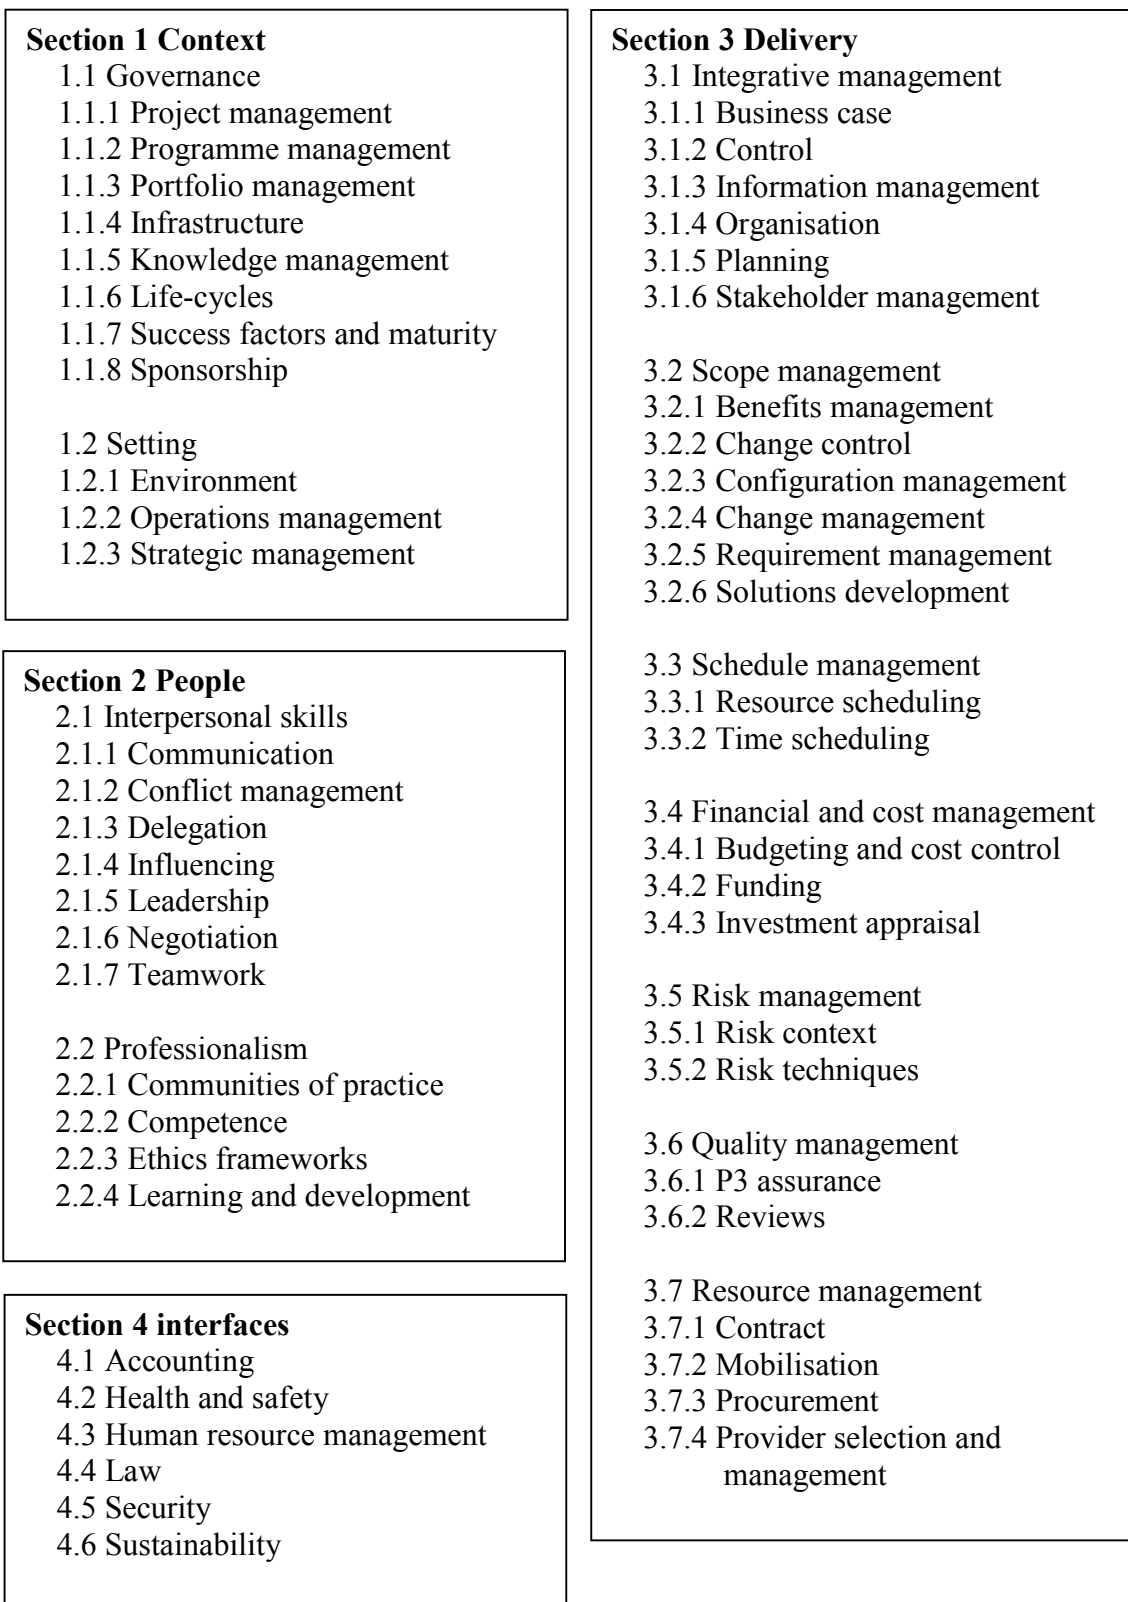 Section 1 Context
1.1 Governance
1.1.1 Project management
1.1.2 Programme management
1.1.3 Portfolio management
1.1.4 Infrastructure
1.1.5 Knowledge management
1.1.6 Life-cycles
1.1.7 Success factors and maturity
1.1.8 Sponsorship
1.2 Setting
1.2.1 Environment
1.2.2 Operations management
1.2.3 Strategic management
Section 2 People
2.1 Interpersonal skills
2.1.1 Communication
2.1.2 Conflict management
2.1.3 Delegation
2.1.4 Influencing
2.1.5 Leadership
2.1.6 Negotiation
2.1.7 Teamwork
2.2 Professionalism
2.2.1 Communities of practice
2.2.2 Competence
2.2.3 Ethics frameworks
2.2.4 Learning and development
Section 3 Delivery
3.1 Integrative management
3.1.1 Business case
3.1.2 Control
3.1.3 Information management
3.1.4 Organisation
3.1.5 Planning
3.1.6 Stakeholder management
3.2 Scope management
3.2.1 Benefits management
3.2.2 Change control
3.2.3 Configuration management
3.2.4 Change management
3.2.5 Requirement management
3.2.6 Solutions development
3.3 Schedule management
3.3.1 Resource scheduling
3.3.2 Time scheduling
3.4 Financial and cost management
3.4.1 Budgeting and cost control
3.4.2 Funding
3.4.3 Investment appraisal
3.5 Risk management
3.5.1 Risk context
3.5.2 Risk techniques
3.6 Quality management
3.6.1 P3 assurance
3.6.2 Reviews
3.7 Resource management
3.7.1 Contract
3.7.2 Mobilisation
3.7.3 Procurement
3.7.4 Provider selection and
management
Section 4 interfaces
4.1 Accounting
4.2 Health and safety
4.3 Human resource management
4.4 Law
4.5 Security
4.6 Sustainability